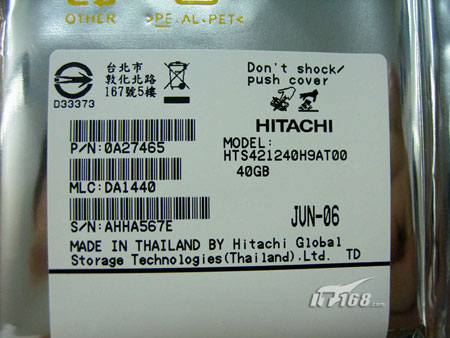 OTHER >PE.AL.PET<
台北市
敦化北路
167號5樓
D33373
Don't shock/
push cover
HITACHI
P/N:0A27465
MODEL:
HTS421240H9AT00
40GB
MLC:DA1440
S/N:AHHA567E
JUN-06
MADE IN THAILAND BY Hitachi Global
Storage Technologies(Thailand).Ltd. TD
IT168.com